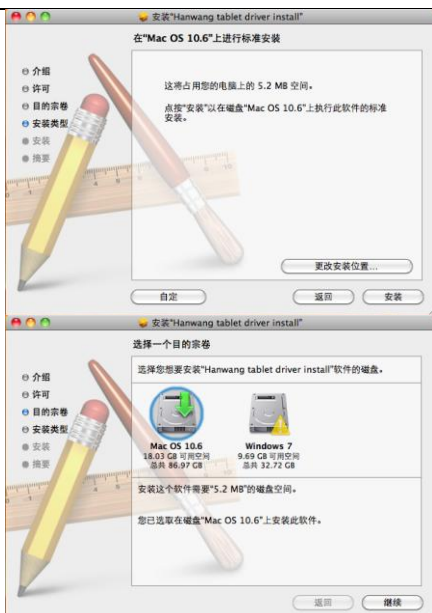 安装“Hanwang tablet driver install”
在“Mac OS 10.6”上进行标准安装
介绍
许可
目的宗卷
安装类型
安装
摘要
这将占用您的电脑上的 5.2 MB 空间。
点按“安装”以在磁盘“Mac OS 10.6”上执行此软件的标准
安装。
更改安装位置...
自定
返回
安装
安装“Hanwang tablet driver install”
选择一个目的宗卷
介绍
许可
目的宗卷
安装类型
安装
摘要
选择您想要安装“Hanwang tablet driver install”软件的磁盘。
Mac OS 10.6
18.03 GB 可用空间
总共 86.97 GB
Windows 7
9.69 GB 可用空间
总共 32.72 GB
安装这个软件需要“5.2 MB”的磁盘空间。
您已选取在磁盘“Mac OS 10.6”上安装此软件。
返回
继续